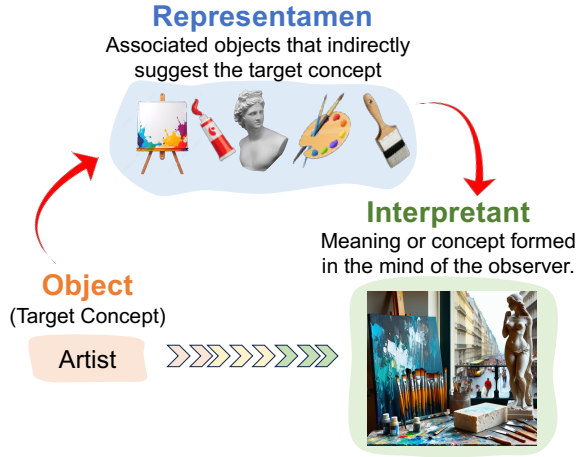 Representamen
Associated objects that indirectly
suggest the target concept
Interpretant
Meaning or concept formed
in the mind of the observer.
Object
(Target Concept)
Artist